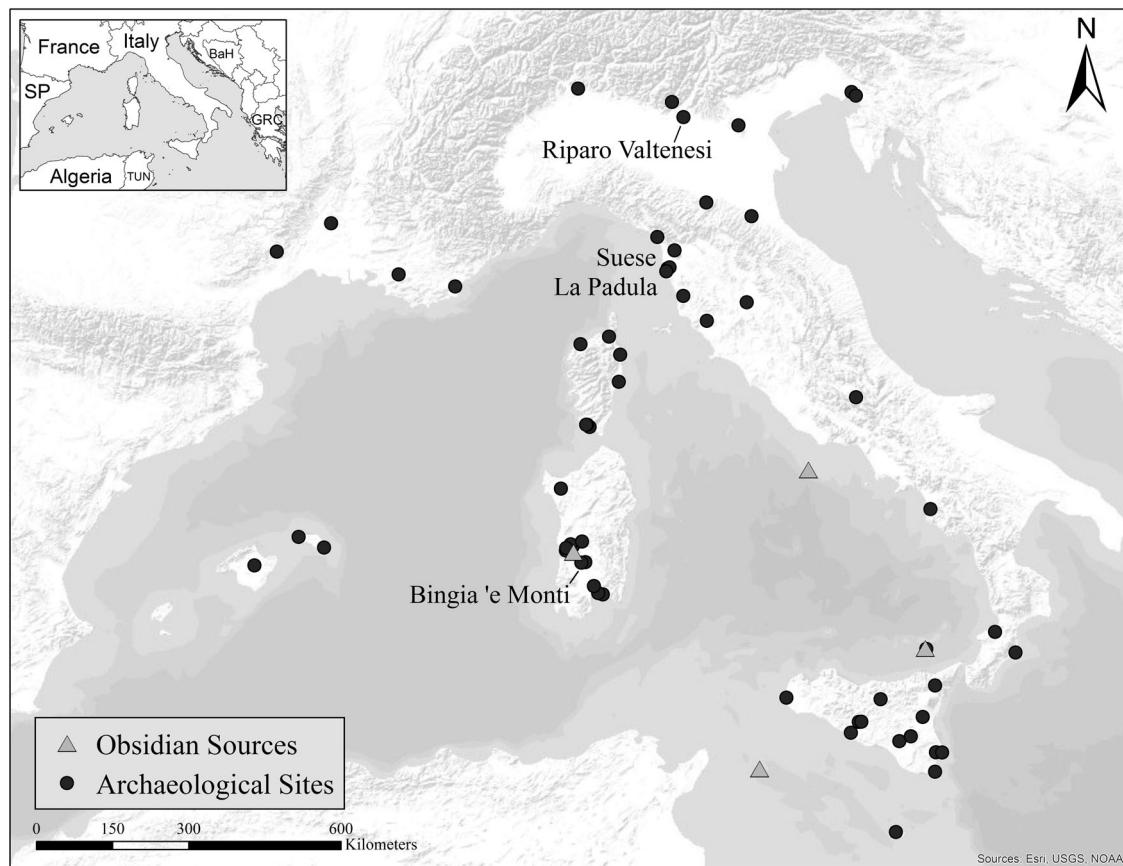 France
Italy
BaH
SP
GRC
Algeria
TUN
N
Riparo Valtenesi
Suese
La Padula
Bingia 'e Monti
Obsidian Sources
Archaeological Sites
0 150 300 600
Kilometers
Sources: Esri, USGS, NOAA